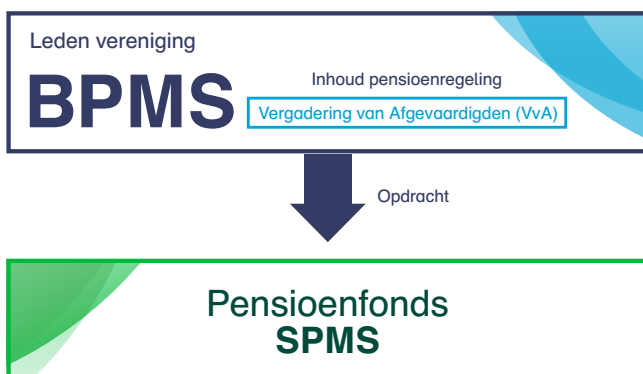 Leden vereniging
BPMS
Inhoud pensioenregeling
Vergadering van Afgevaardigden (VvA)
Opdracht
Pensioenfonds
SPMS